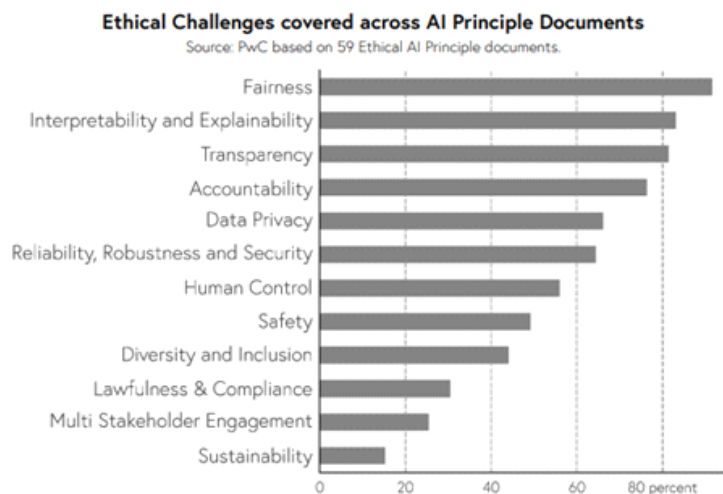 Ethical Challenges covered across AI Principle Documents
Source: PwC based on 59 Ethical AI Principle documents.
Fairness
Interpretability and Explainability
Transparency
Accountability
Data Privacy
Reliability, Robustness and Security
Human Control
Safety
Diversity and Inclusion
Lawfulness & Compliance
Multi Stakeholder Engagement
Sustainability
0 20 40 60 80 percent